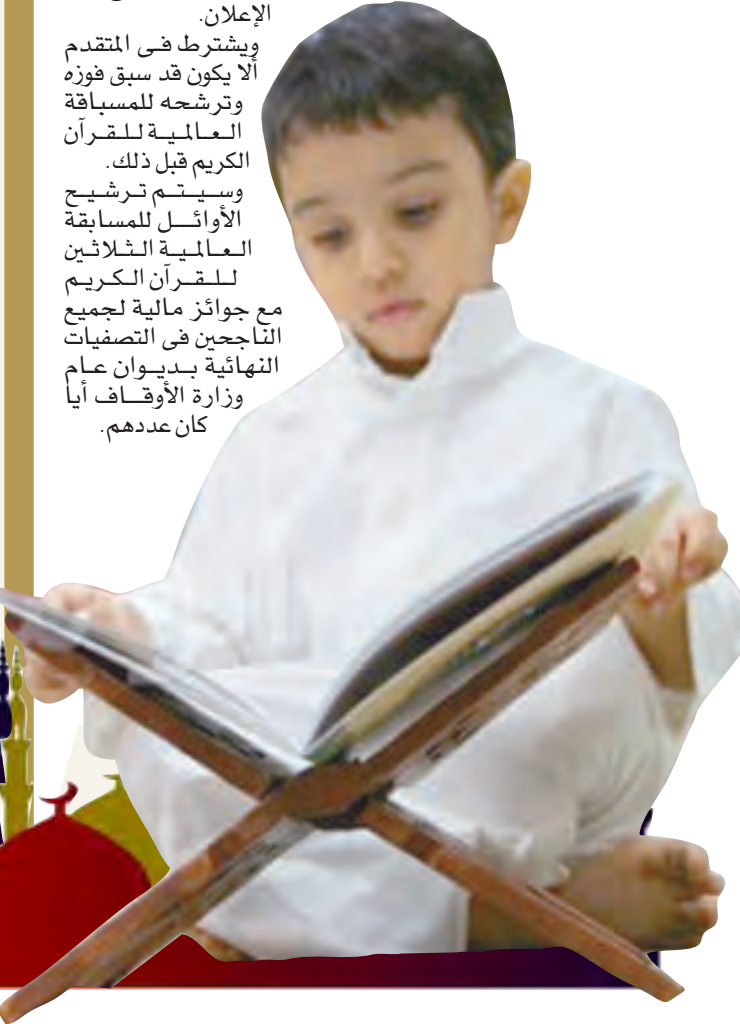 الإعلان.
ويشترط فى المتقدم
ألا يكون قد سبق فوزه
وترشحه للمسباقة
العالمية للقرآن
الكريم قبل ذلك.
وسيتم ترشيح
الأوائل للمسابقة
العالمية الثلاثين
للقرآن الكريم
مع جوائز مالية لجميع
الناجحين فى التصفيات
النهائية بديوان عام
وزارة الأوقاف أيا
كان عددهم.